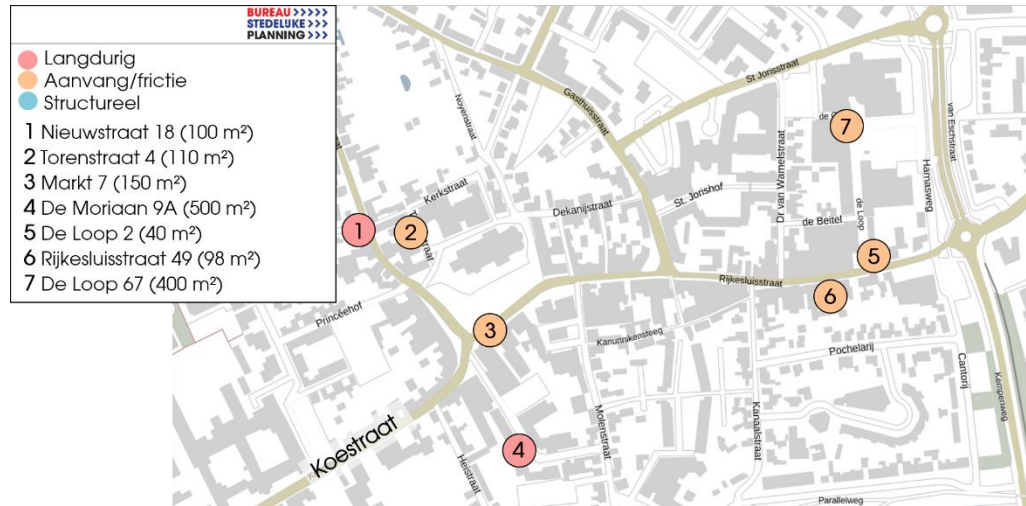 BUREAU >>>>>
STEDELIJKE >>>>
PLANNING >>>
Langdurig
Aanvang/frictie
Structureel
1 Nieuwstraat 18 (100 m²)
2 Torenstraat 4 (110 m²)
3 Markt 7 (150 m²)
4 De Moriaan 9A (500 m²)
5 De Loop 2 (40 m²)
6 Rijkesluisstraat 49 (98 m²)
7 De Loop 67 (400 m²)
St Jorisstraat
Gasthuisstraat
Noyenstraat
Kerkstraat
Dekanijstraat
St. Jorishof
Dr van Wamelstraat
de Beitel
de Loop
Harnasweg
van Eschstraat
1
2
3
4
5
6
7
Rijkesluisstraat
Princéehof
Kanunnikensteeg
Pochelarij
Cantorij
Kempenweg
Koestraat
Heistraat
Molenstraat
Kanaalstraat
Parallelweg